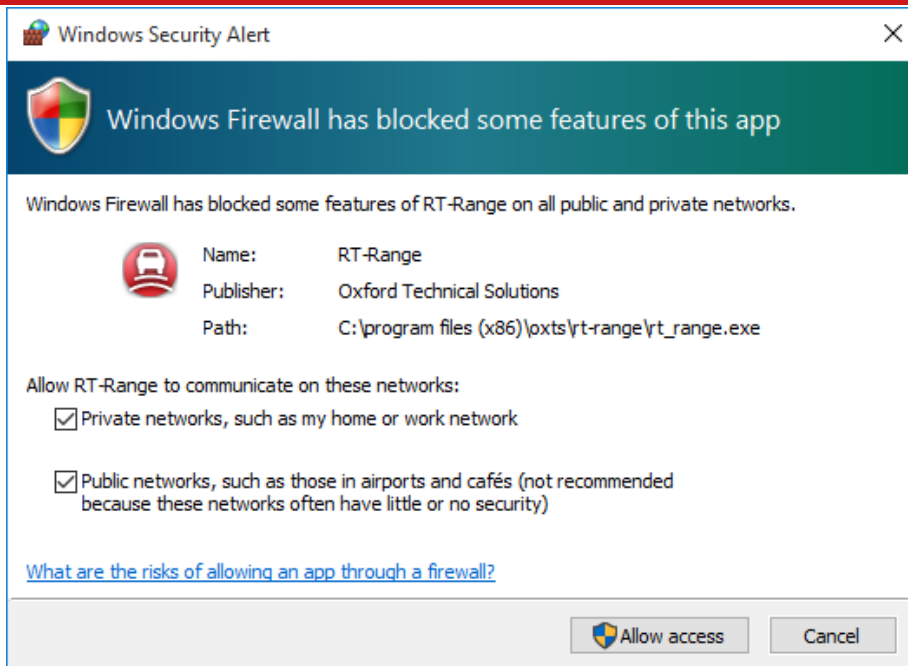 Windows Security Alert
Windows Firewall has blocked some features of this app
Windows Firewall has blocked some features of RT-Range on all public and private networks.
Name: RT-Range
Publisher: Oxford Technical Solutions
Path: C:\program files (x86)\oxts\rt-range\rt_range.exe
Allow RT-Range to communicate on these networks:
Private networks, such as my home or work network
Public networks, such as those in airports and cafés (not recommended
because these networks often have little or no security)
What are the risks of allowing an app through a firewall?
Allow access Cancel